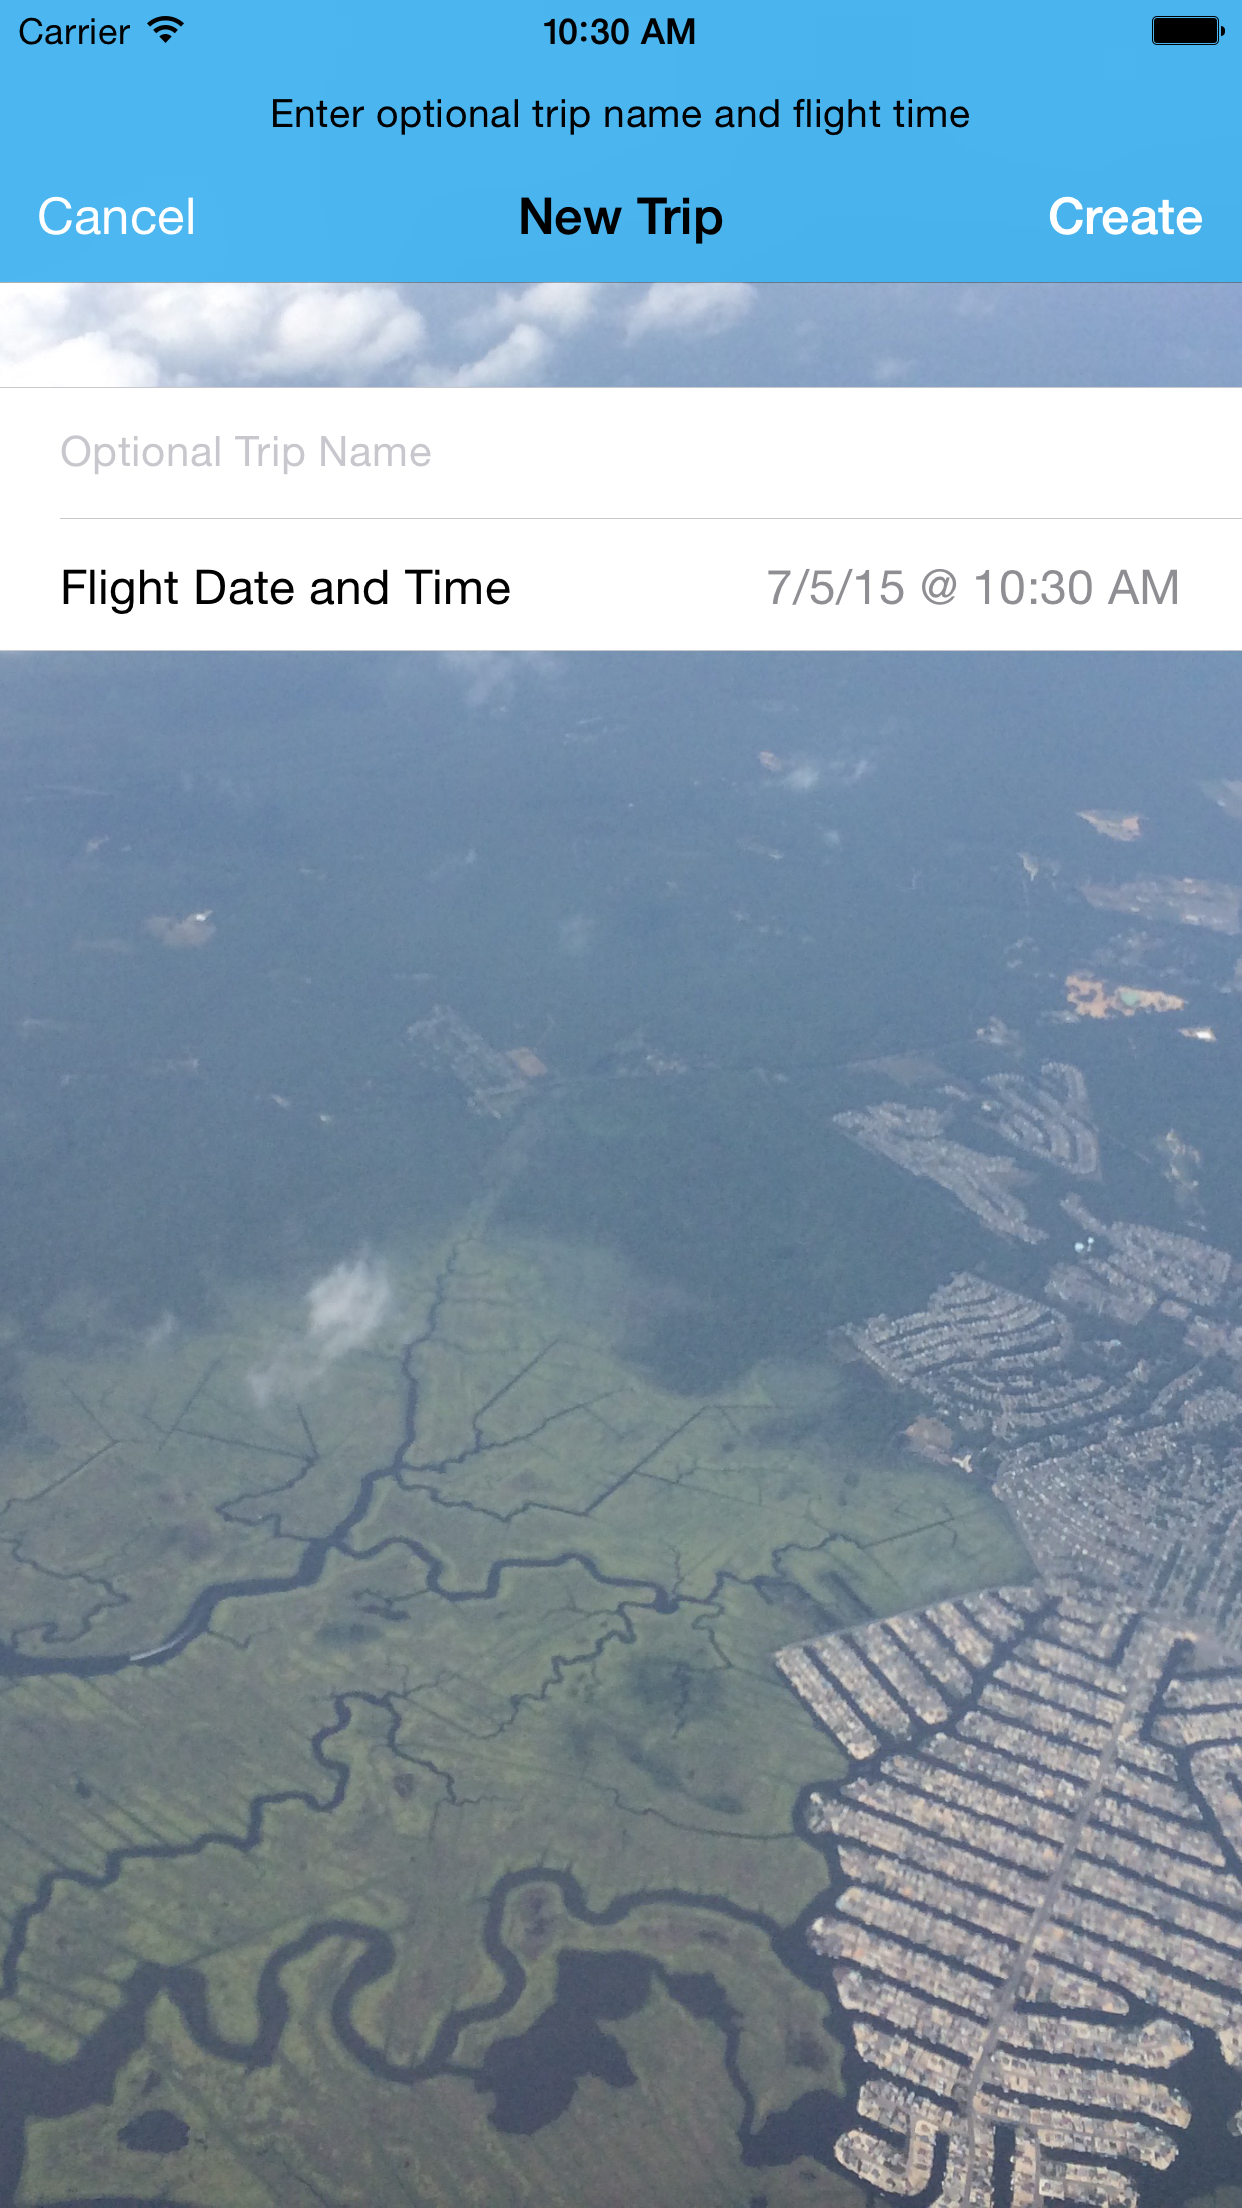 Carrier 10:30 AM
Enter optional trip name and flight time
Cancel New Trip Create
Optional Trip Name
Flight Date and Time 7/5/15 @ 10:30 AM